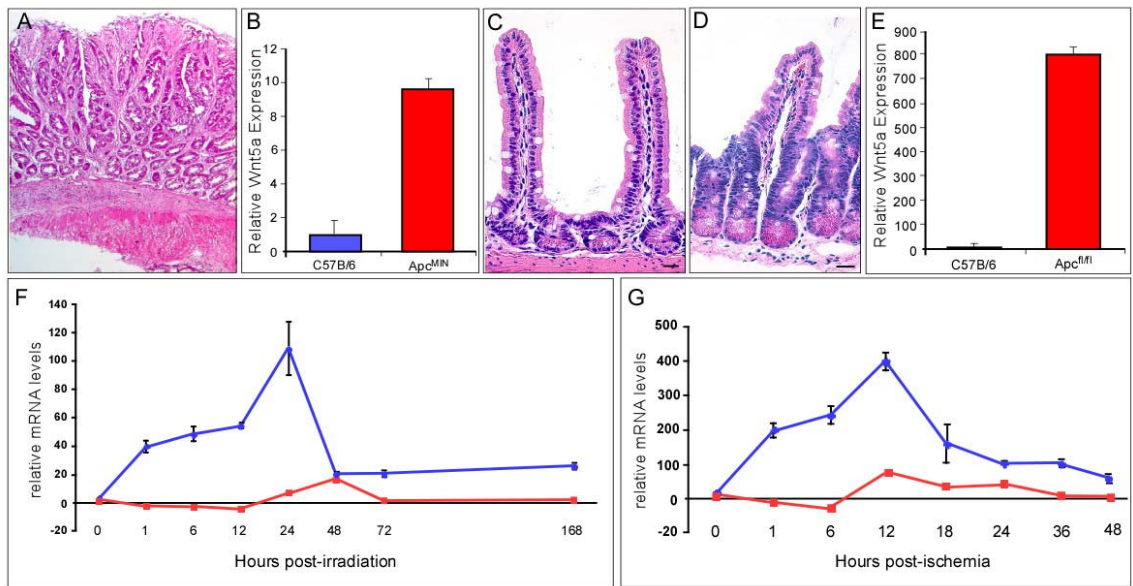 A
B
Relative Wnt5a Expression
12
10
8
6
4
2
0
C57B/6
Apc^MIN
C
D
E
Relative Wnt5a Expression
900
800
700
600
500
400
300
200
100
0
C57B/6
Apc^fl/fl
F
relative mRNA levels
140
120
100
80
60
40
20
0
-20
0 1 6 12 24 48 72 168
Hours post-irradiation
G
relative mRNA levels
500
400
300
200
100
0
-100
0 1 6 12 18 24 36 48
Hours post-ischemia